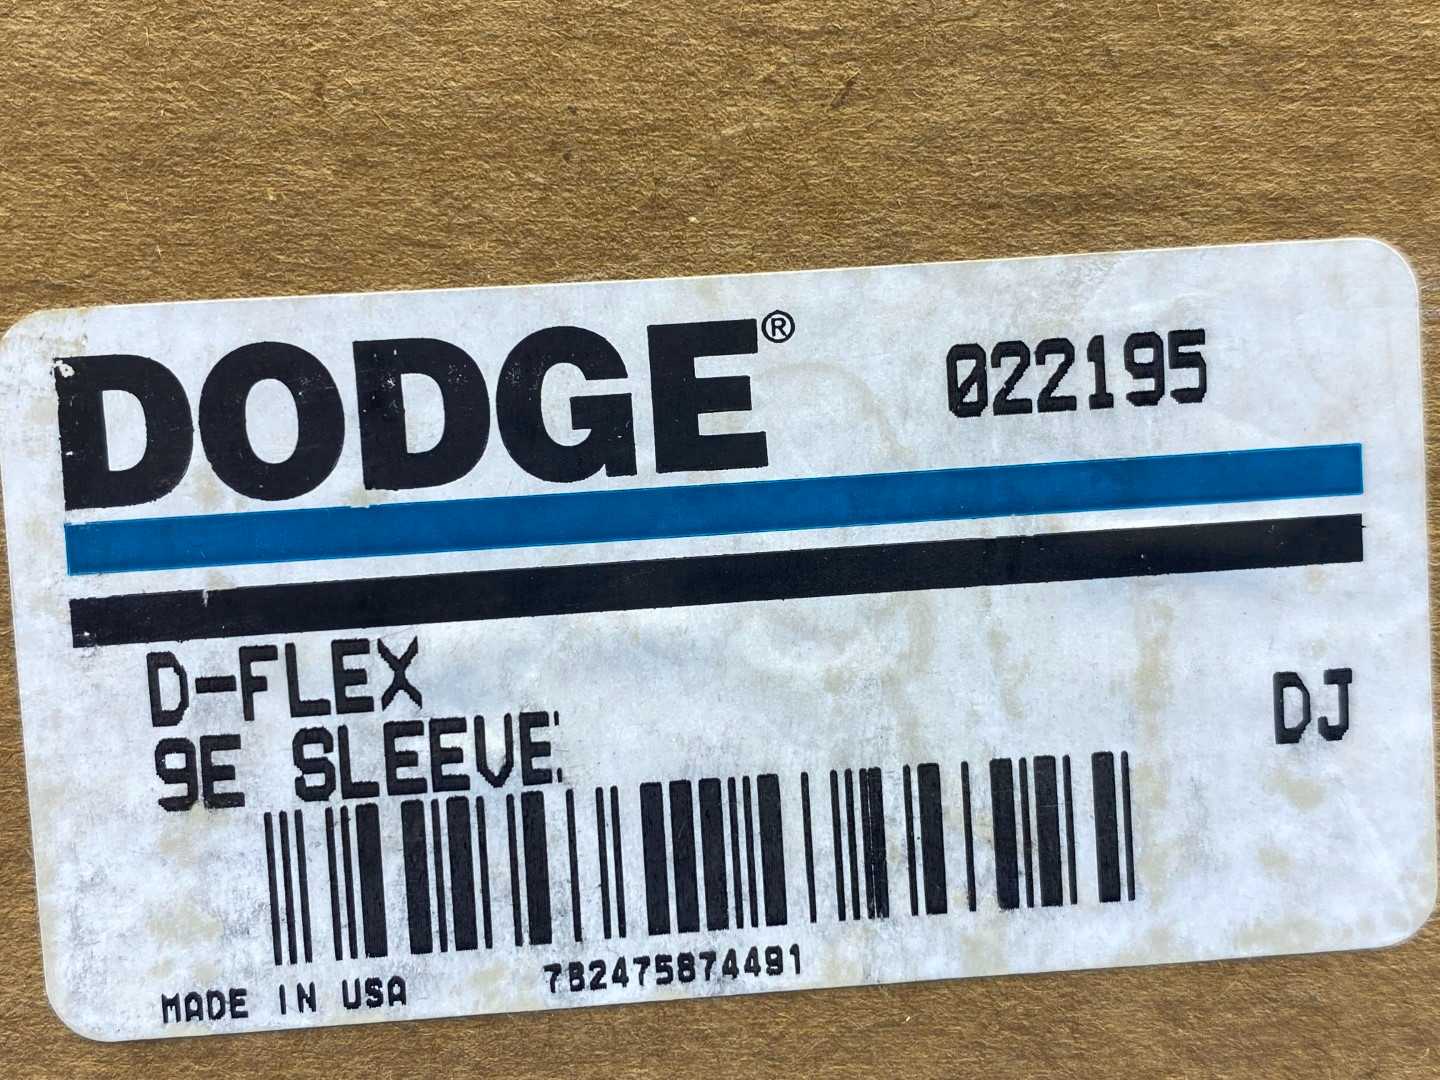 DODGE® 022195
D-FLEX
9E SLEEVE DJ
782475874491
MADE IN USA